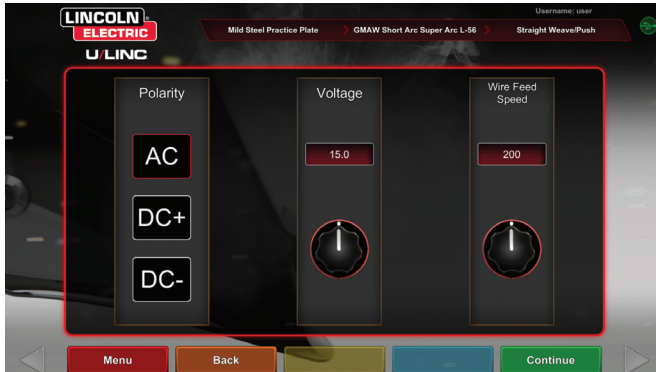 Username: user
LINCOLN®
ELECTRIC
U/LINC
Mild Steel Practice Plate
GMAW Short Arc Super Arc L-56
Straight Weave/Push
Polarity
AC
DC+
DC-
Voltage
15.0
Wire Feed
Speed
200
Menu
Back
Continue